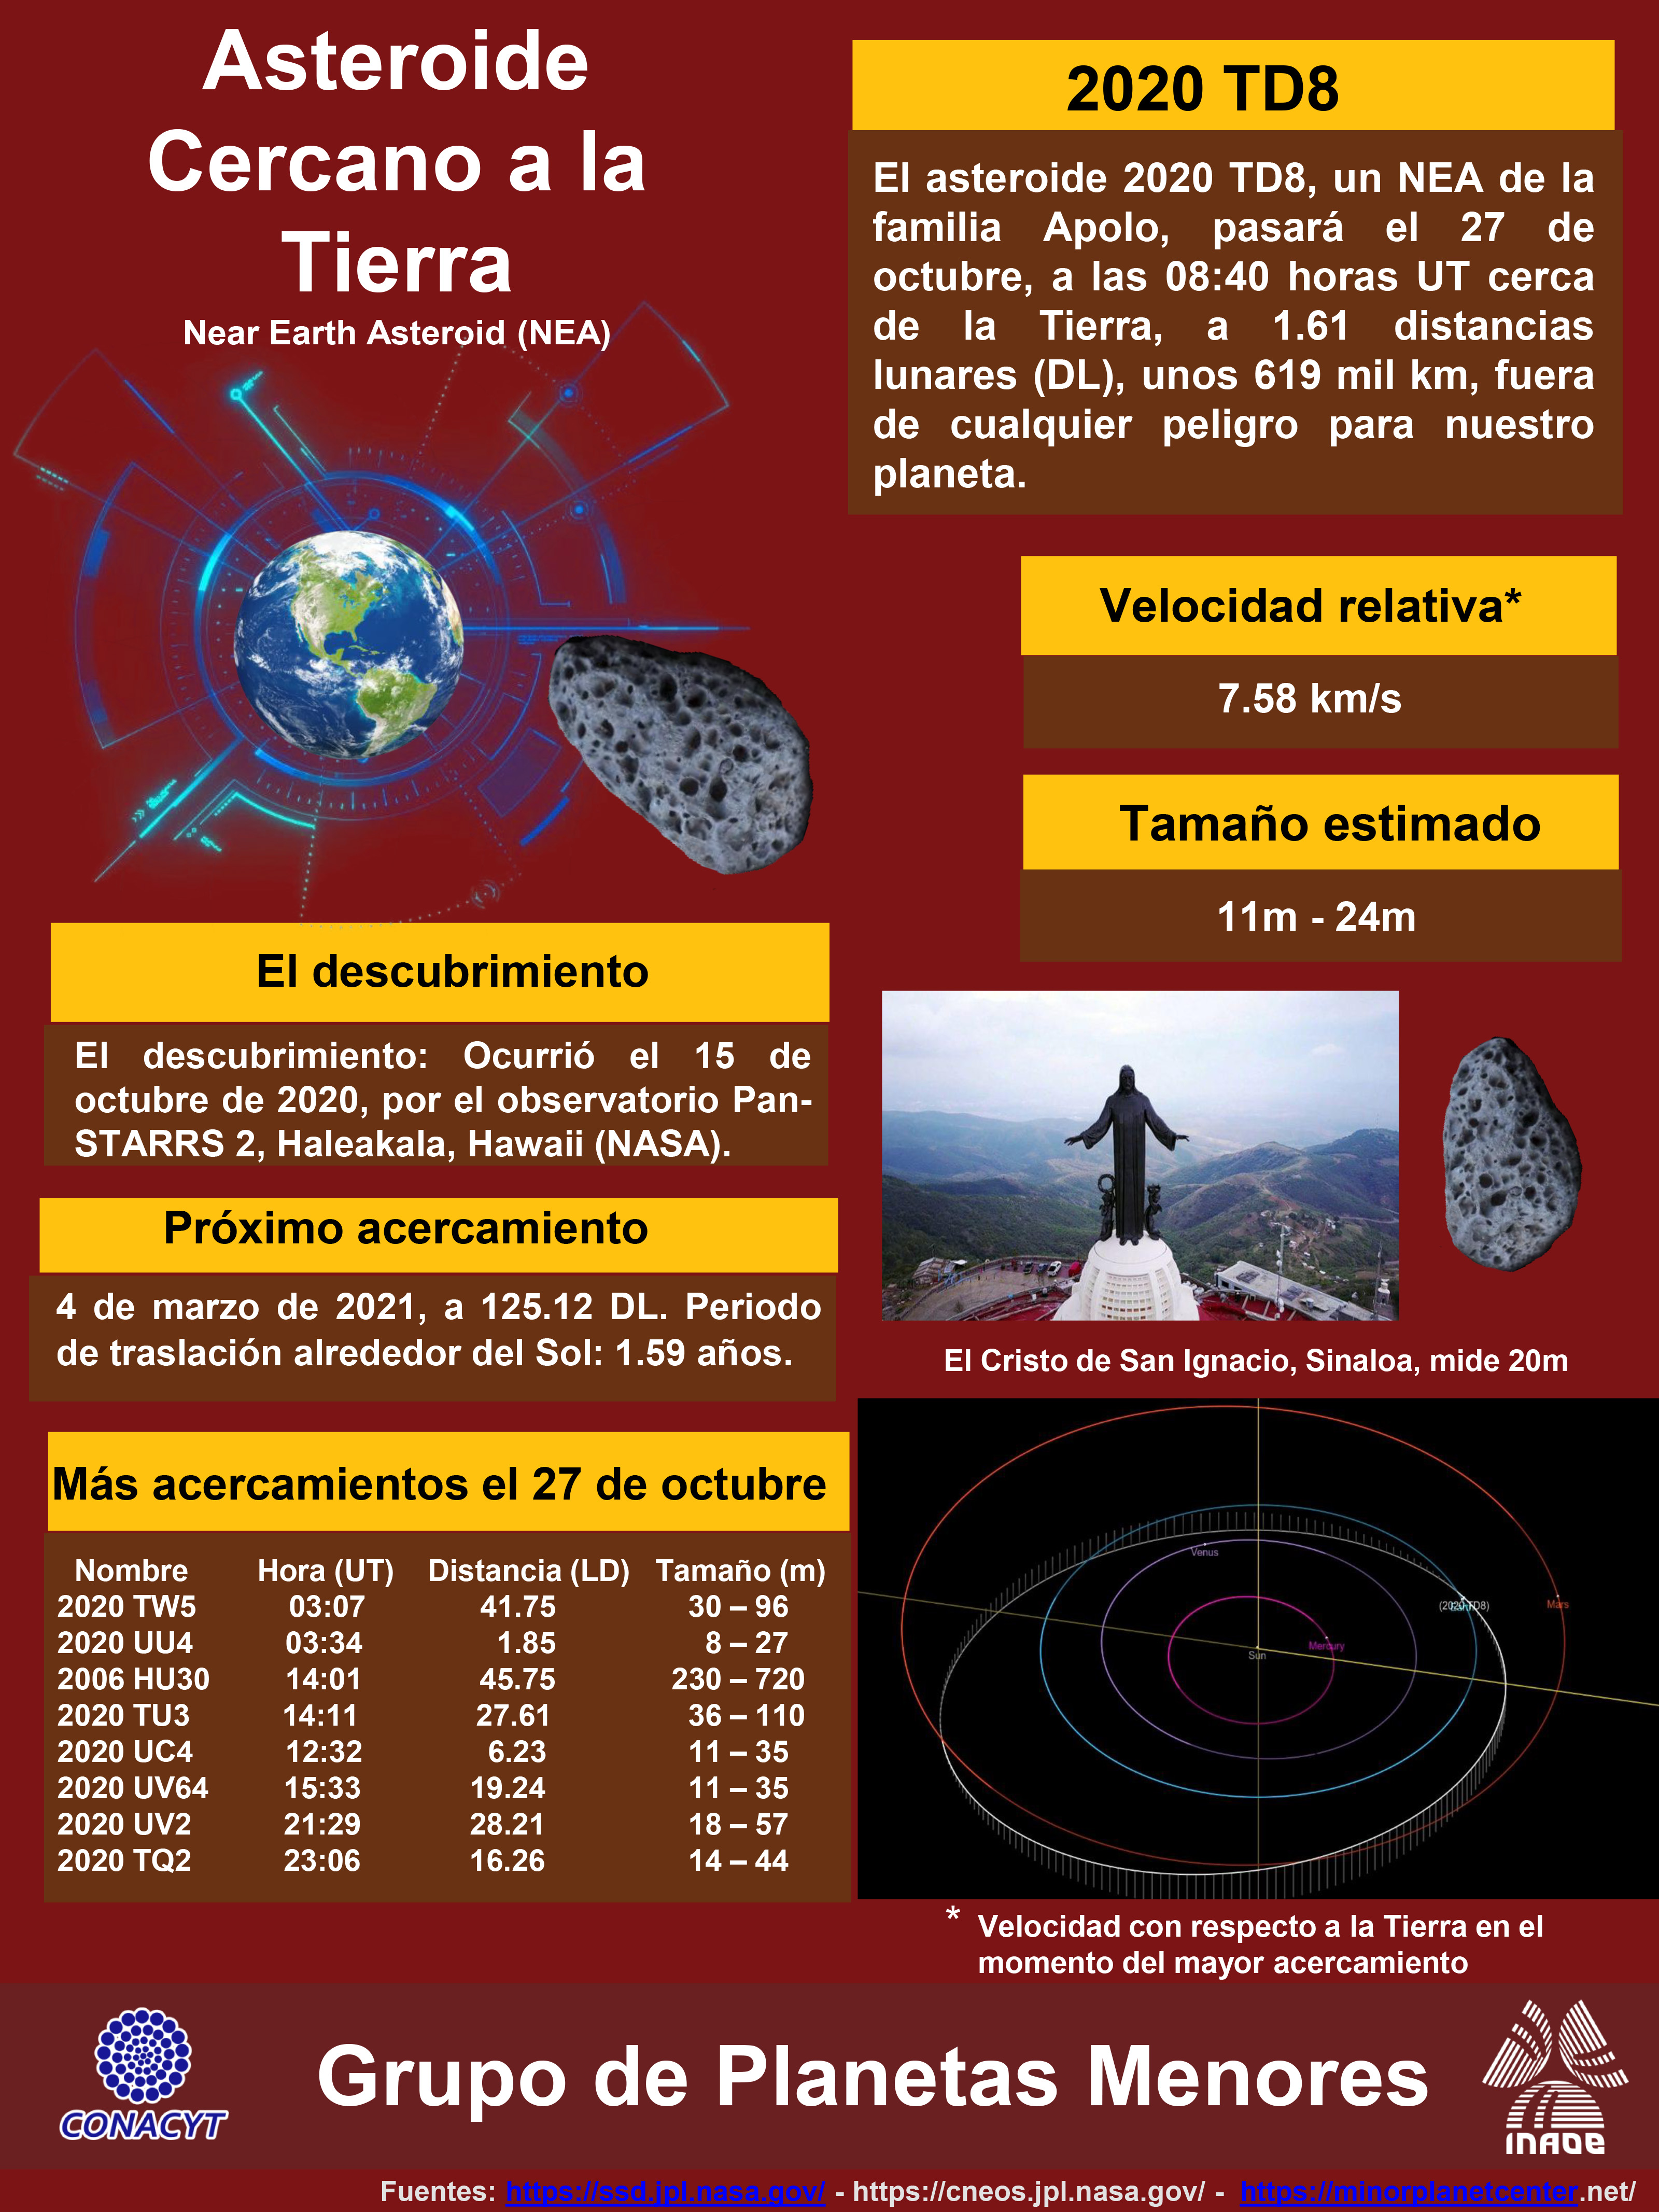 Asteroide
Cercano a la
Tierra
Near Earth Asteroid (NEA)
2020 TD8
El asteroide 2020 TD8, un NEA de la
familia Apolo, pasará el 27 de
octubre, a las 08:40 horas UT cerca
de la Tierra, a 1.61 distancias
lunares (DL), unos 619 mil km, fuera
de cualquier peligro para nuestro
planeta.
Velocidad relativa*
7.58 km/s
Tamaño estimado
11m - 24m
El descubrimiento
El descubrimiento: Ocurrió el 15 de
octubre de 2020, por el observatorio Pan-
STARRS 2, Haleakala, Hawaii (NASA).
Próximo acercamiento
4 de marzo de 2021, a 125.12 DL. Periodo
de traslación alrededor del Sol: 1.59 años.
El Cristo de San Ignacio, Sinaloa, mide 20m
Más acercamientos el 27 de octubre
Nombre Hora (UT) Distancia (LD) Tamaño (m)
2020 TW5 03:07 41.75 30 – 96
2020 UU4 03:34 1.85 8 – 27
2006 HU30 14:01 45.75 230 – 720
2020 TU3 14:11 27.61 36 – 110
2020 UC4 12:32 6.23 11 – 35
2020 UV64 15:33 19.24 11 – 35
2020 UV2 21:29 28.21 18 – 57
2020 TQ2 23:06 16.26 14 – 44
Venus
(2020 TD8)
Mars
Mercury
Sun
* Velocidad con respecto a la Tierra en el
momento del mayor acercamiento
CONACYT
Grupo de Planetas Menores
INAOE
Fuentes: https://ssd.jpl.nasa.gov/ - https://cneos.jpl.nasa.gov/ - https://minorplanetcenter.net/